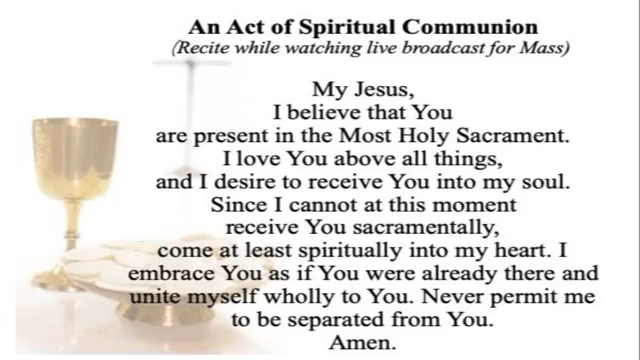 An Act of Spiritual Communion
(Recite while watching live broadcast for Mass)
My Jesus,
I believe that You
are present in the Most Holy Sacrament.
I love You above all things,
and I desire to receive You into my soul.
Since I cannot at this moment
receive You sacramentally,
come at least spiritually into my heart. I
embrace You as if You were already there and
unite myself wholly to You. Never permit me
to be separated from You.
Amen.